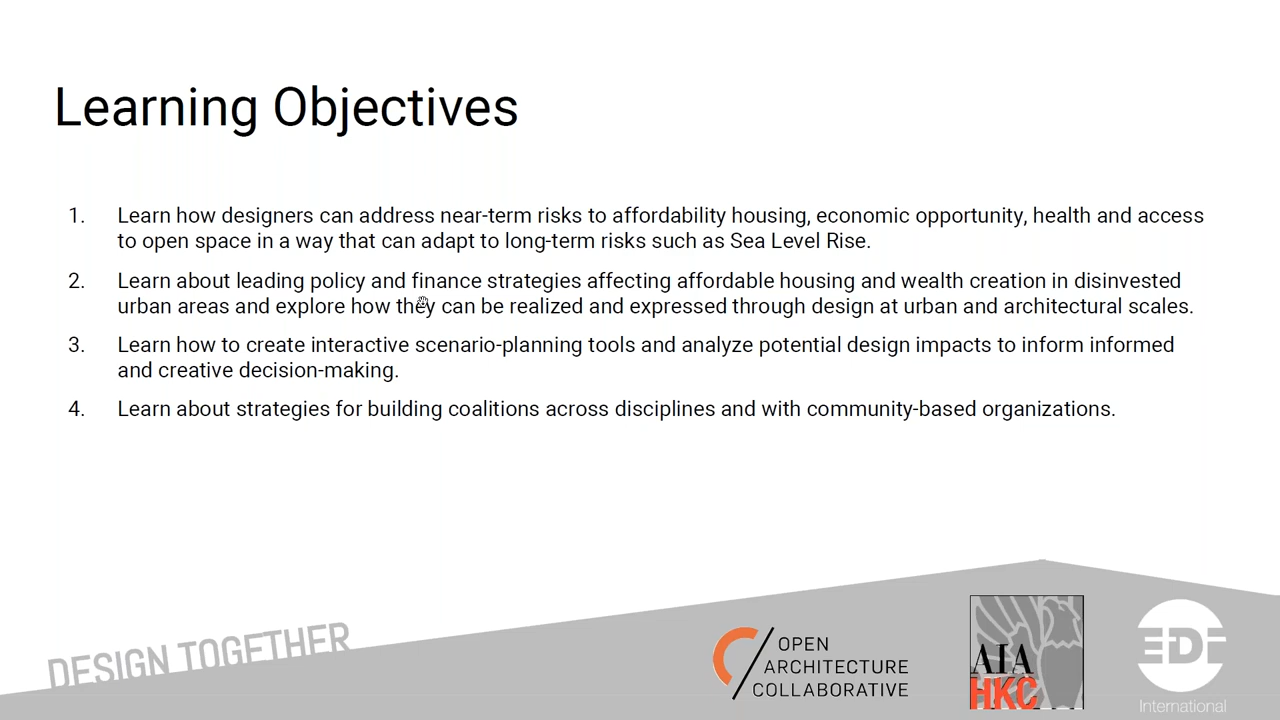 Learning Objectives
1. Learn how designers can address near-term risks to affordability housing, economic opportunity, health and access
to open space in a way that can adapt to long-term risks such as Sea Level Rise.
2. Learn about leading policy and finance strategies affecting affordable housing and wealth creation in disinvested
urban areas and explore how they can be realized and expressed through design at urban and architectural scales.
3. Learn how to create interactive scenario-planning tools and analyze potential design impacts to inform informed
and creative decision-making.
4. Learn about strategies for building coalitions across disciplines and with community-based organizations.
DESIGN TOGETHER
OPEN
ARCHITECTURE
COLLABORATIVE
AIA
HKC
EDF
International